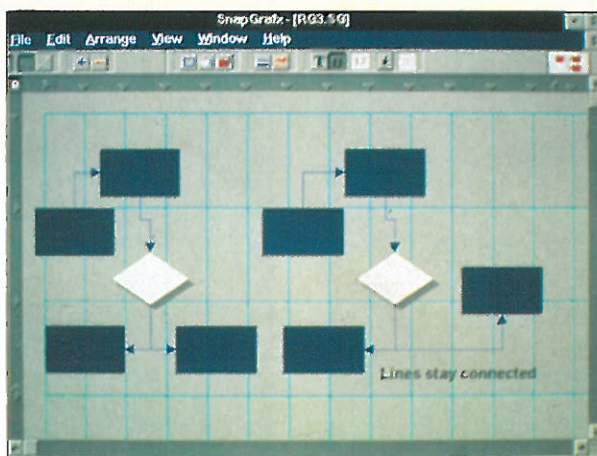 SnapGrafx - [RG3.SG]
File Edit Arrange View Window Help
Lines stay connected